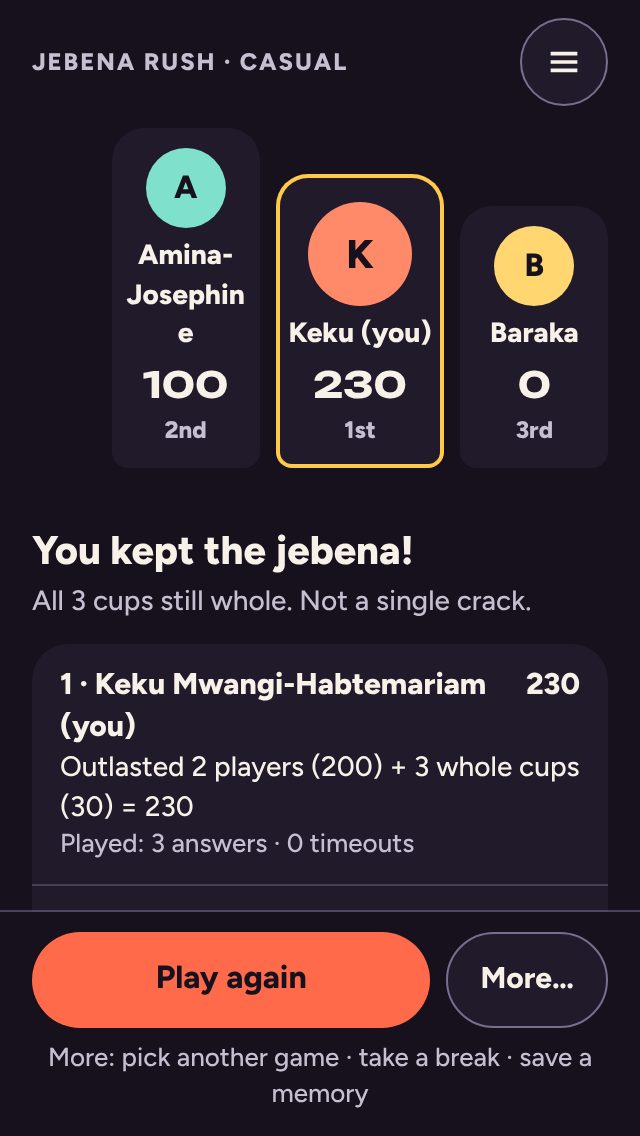 JEBENA RUSH · CASUAL
A
Amina-
Josephin
e
100
2nd
K
Keku (you)
230
1st
B
Baraka
0
3rd
You kept the jebena!
All 3 cups still whole. Not a single crack.
1 · Keku Mwangi-Habtemariam 230
(you)
Outlasted 2 players (200) + 3 whole cups
(30) = 230
Played: 3 answers · 0 timeouts
Play again
More...
More: pick another game · take a break · save a
memory